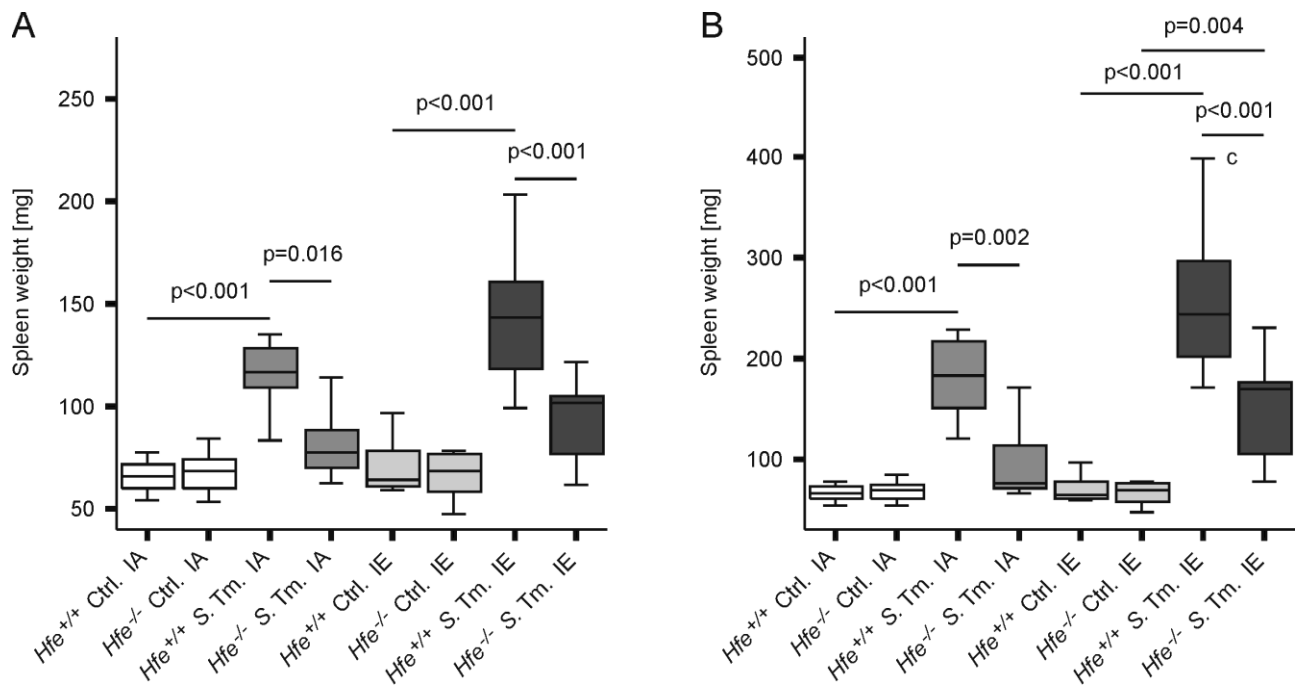 A
p<0.001
p<0.001
p=0.016
p<0.001
Spleen weight [mg]
250
200
150
100
50
Hfe+/+ Ctrl. IA
Hfe-/- Ctrl. IA
Hfe+/+ S. Tm. IA
Hfe-/- S. Tm. IA
Hfe+/+ Ctrl. IE
Hfe-/- Ctrl. IE
Hfe+/+ S. Tm. IE
Hfe-/- S. Tm. IE
B
p=0.004
p<0.001
p<0.001
c
p=0.002
p<0.001
Spleen weight [mg]
500
400
300
200
100
Hfe+/+ Ctrl. IA
Hfe-/- Ctrl. IA
Hfe+/+ S. Tm. IA
Hfe-/- S. Tm. IA
Hfe+/+ Ctrl. IE
Hfe-/- Ctrl. IE
Hfe+/+ S. Tm. IE
Hfe-/- S. Tm. IE